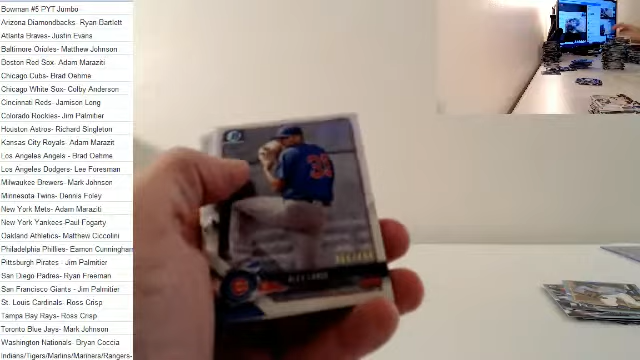 Bowman #5 PYT Jumbo
Arizona Diamondbacks- Ryan Bartlett
Atlanta Braves- Justin Evans
Baltimore Orioles- Matthew Johnson
Boston Red Sox- Adam Maraziti
Chicago Cubs- Brad Oehme
Chicago White Sox- Colby Anderson
Cincinnati Reds- Jamison Long
Colorado Rockies- Jim Palmitier
Houston Astros- Richard Singleton
Kansas City Royals- Adam Marazit
Los Angeles Angels - Brad Oehme
Los Angeles Dodgers- Lee Foresman
Milwaukee Brewers- Mark Johnson
Minnesota Twins- Dennis Foley
New York Mets- Adam Maraziti
New York Yankees-Paul Fogarty
Oakland Athletics- Matthew Ciccolini
Philadelphia Phillies- Eamon Cunningham
Pittsburgh Pirates - Jim Palmitier
San Diego Padres- Ryan Freeman
San Francisco Giants - Jim Palmitier
St. Louis Cardinals- Ross Crisp
Tampa Bay Rays- Ross Crisp
Toronto Blue Jays- Mark Johnson
Washington Nationals- Bryan Coccia
Indians/Tigers/Marlins/Mariners/Rangers-
ALEX LANGE